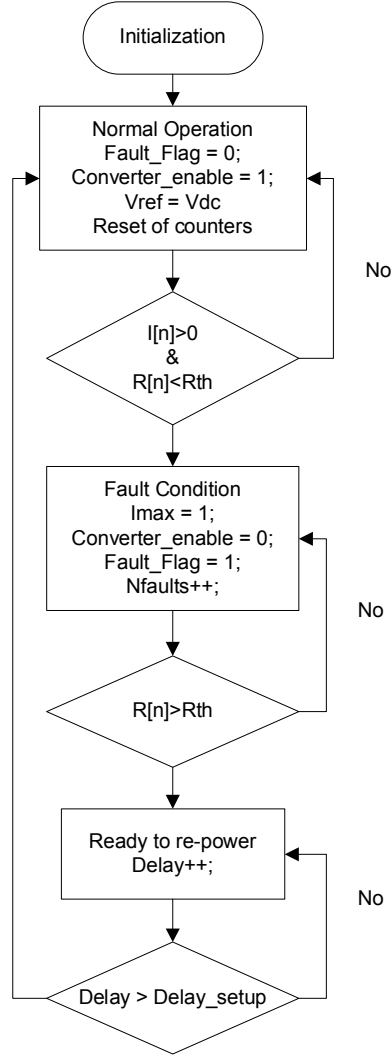 Initialization
Normal Operation
Fault_Flag = 0;
Converter_enable = 1;
Vref = Vdc
Reset of counters
No
I[n]>0
&
R[n]<Rth
Fault Condition
Imax = 1;
Converter_enable = 0;
Fault_Flag = 1;
Nfaults++;
No
R[n]>Rth
Ready to re-power
Delay++;
No
Delay > Delay_setup